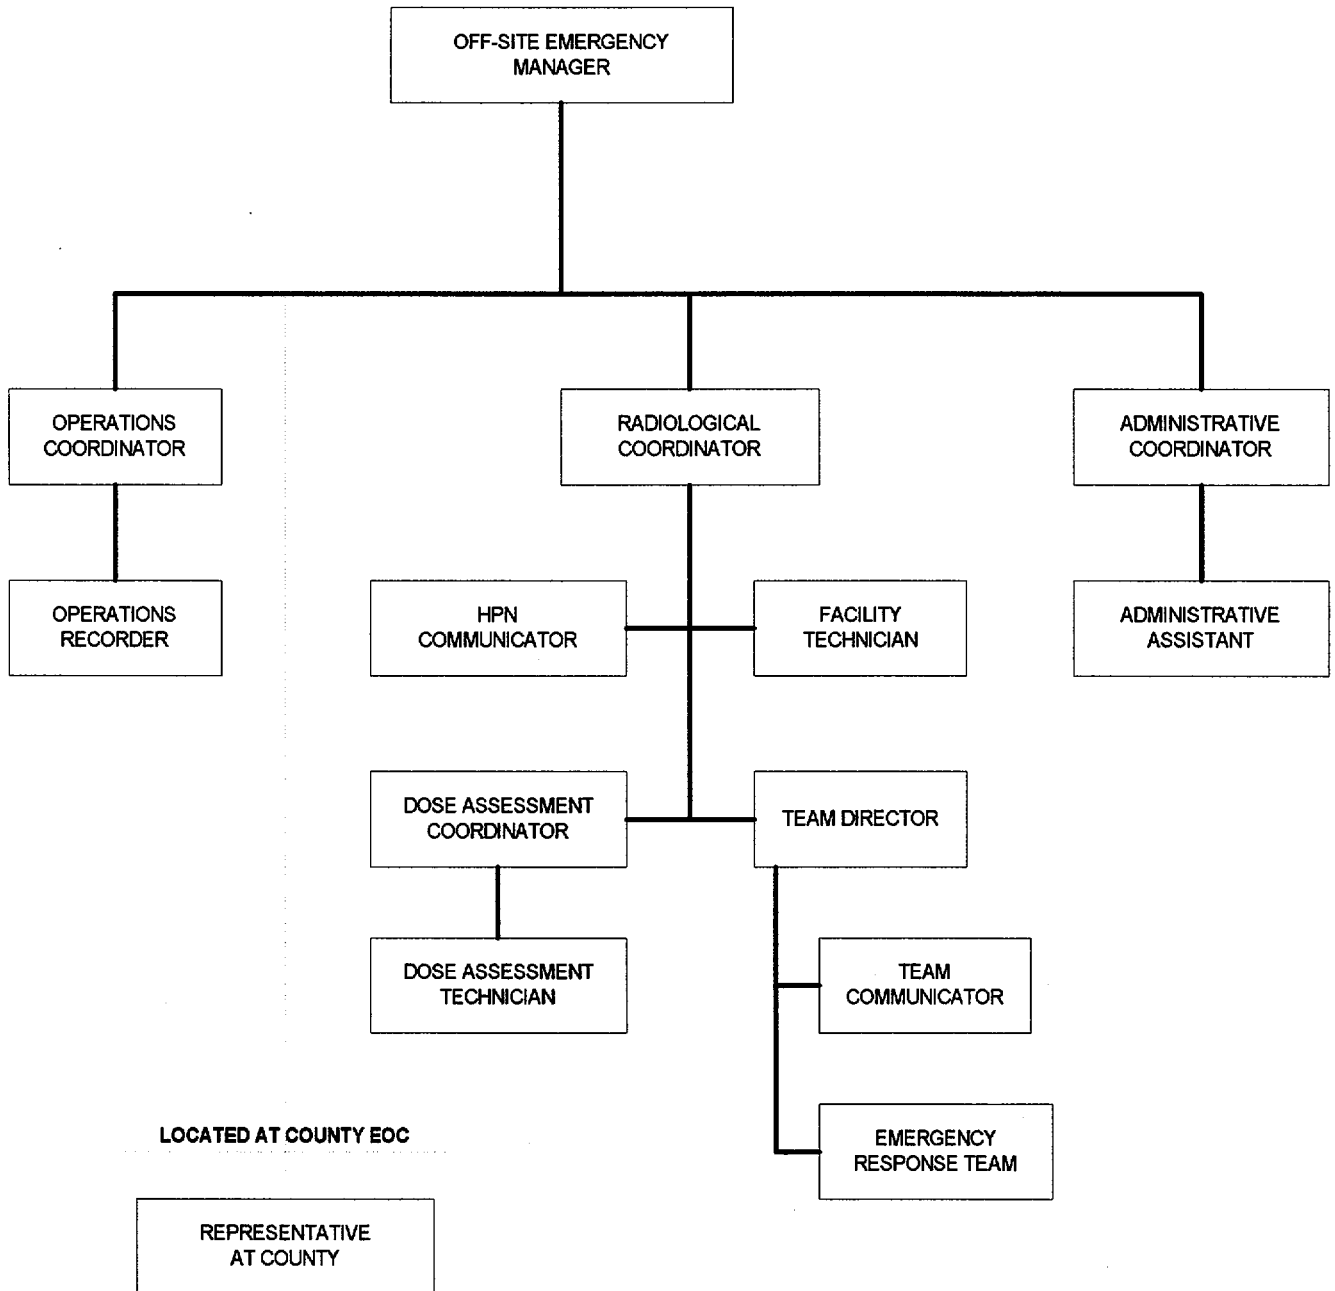 OFF-SITE EMERGENCY
MANAGER
OPERATIONS
COORDINATOR
RADIOLOGICAL
COORDINATOR
ADMINISTRATIVE
COORDINATOR
OPERATIONS
RECORDER
HPN
COMMUNICATOR
FACILITY
TECHNICIAN
ADMINISTRATIVE
ASSISTANT
DOSE ASSESSMENT
COORDINATOR
TEAM DIRECTOR
DOSE ASSESSMENT
TECHNICIAN
TEAM
COMMUNICATOR
LOCATED AT COUNTY EOC
EMERGENCY
RESPONSE TEAM
REPRESENTATIVE
AT COUNTY